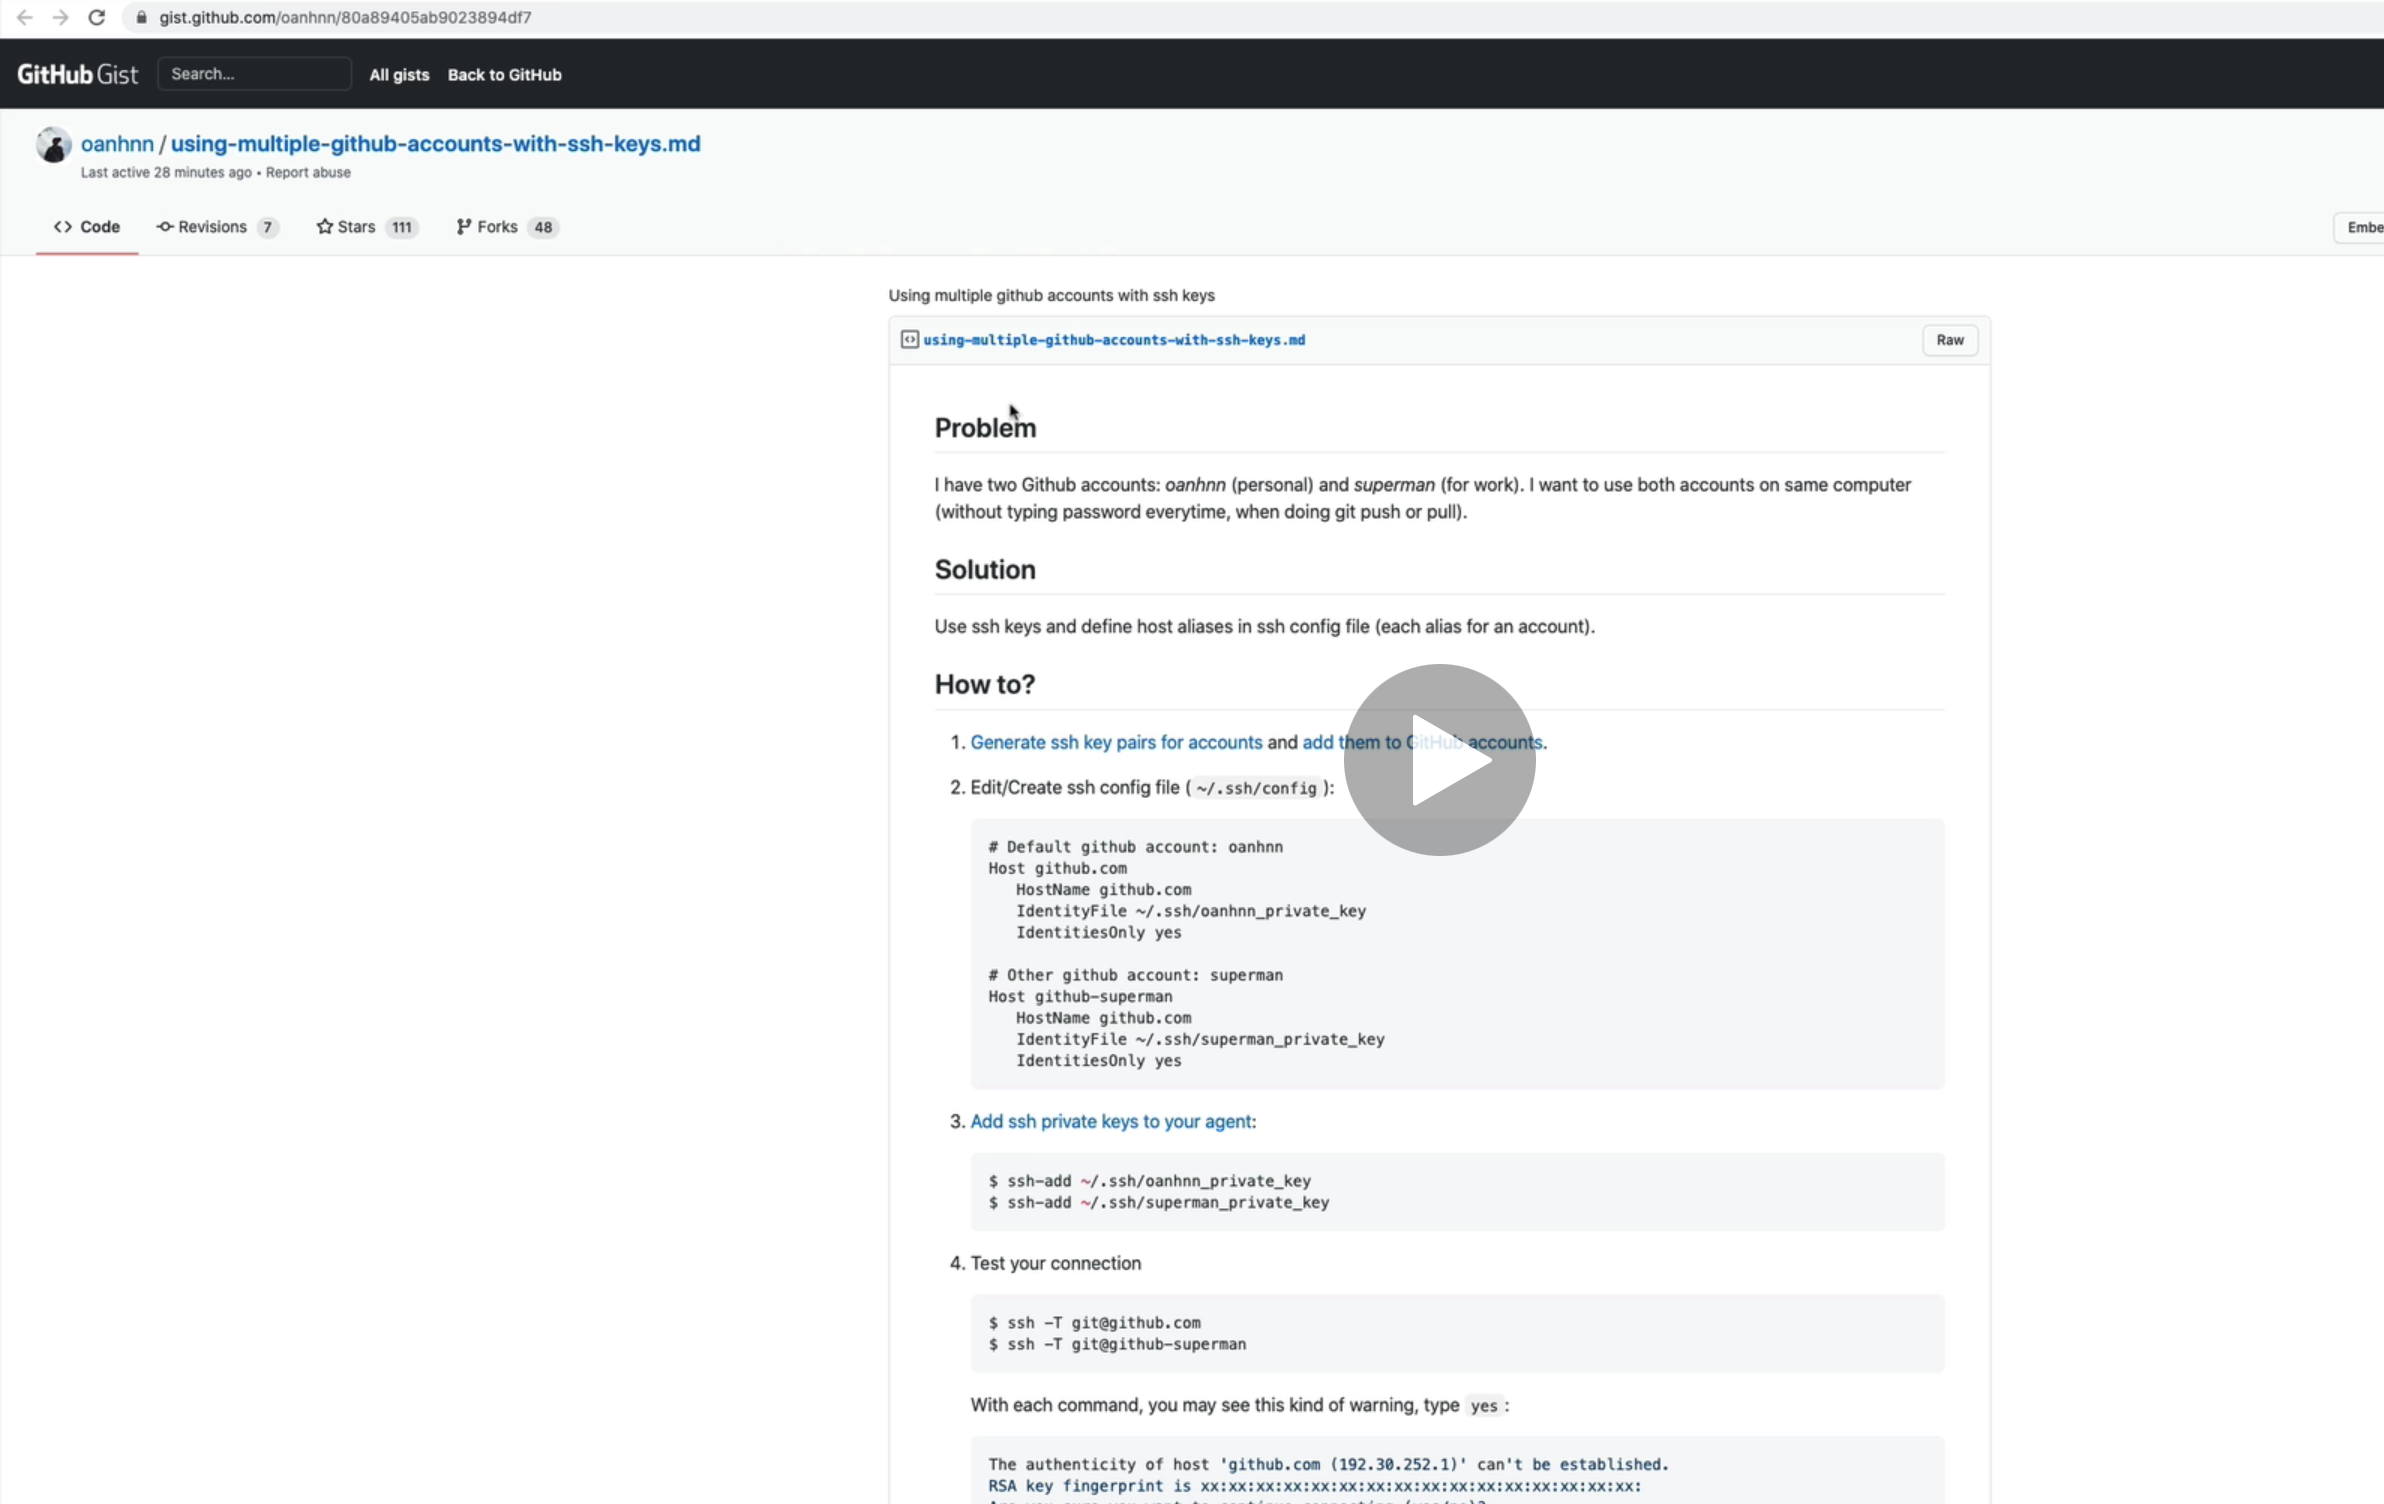 gist.github.com/oanhnn/80a89405ab9023894df7
GitHub Gist Search... All gists Back to GitHub
oanhnn / using-multiple-github-accounts-with-ssh-keys.md
Last active 28 minutes ago • Report abuse
Code Revisions 7 Stars 111 Forks 48 Embe
Using multiple github accounts with ssh keys
using-multiple-github-accounts-with-ssh-keys.md Raw
Problem
I have two Github accounts: oanhnn (personal) and superman (for work). I want to use both accounts on same computer
(without typing password everytime, when doing git push or pull).
Solution
Use ssh keys and define host aliases in ssh config file (each alias for an account).
How to?
1. Generate ssh key pairs for accounts and add them to GitHub accounts.
2. Edit/Create ssh config file ( ~/.ssh/config ):
# Default github account: oanhnn
Host github.com
HostName github.com
IdentityFile ~/.ssh/oanhnn_private_key
IdentitiesOnly yes
# Other github account: superman
Host github-superman
HostName github.com
IdentityFile ~/.ssh/superman_private_key
IdentitiesOnly yes
3. Add ssh private keys to your agent:
$ ssh-add ~/.ssh/oanhnn_private_key
$ ssh-add ~/.ssh/superman_private_key
4. Test your connection
$ ssh -T git@github.com
$ ssh -T git@github-superman
With each command, you may see this kind of warning, type yes :
The authenticity of host 'github.com (192.30.252.1)' can't be established.
RSA key fingerprint is xx:xx:xx:xx:xx:xx:xx:xx:xx:xx:xx:xx:xx:xx:xx:xx: